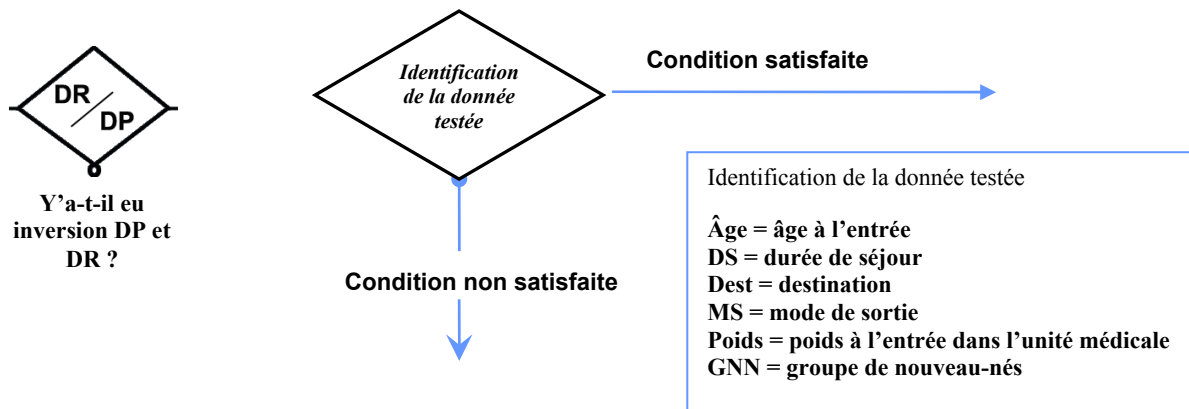 DR
DP
Y’a-t-il eu
inversion DP et
DR ?
Identification
de la donnée
testée
Condition satisfaite
Condition non satisfaite
Identification de la donnée testée
Âge = âge à l’entrée
DS = durée de séjour
Dest = destination
MS = mode de sortie
Poids = poids à l’entrée dans l’unité médicale
GNN = groupe de nouveau-nés